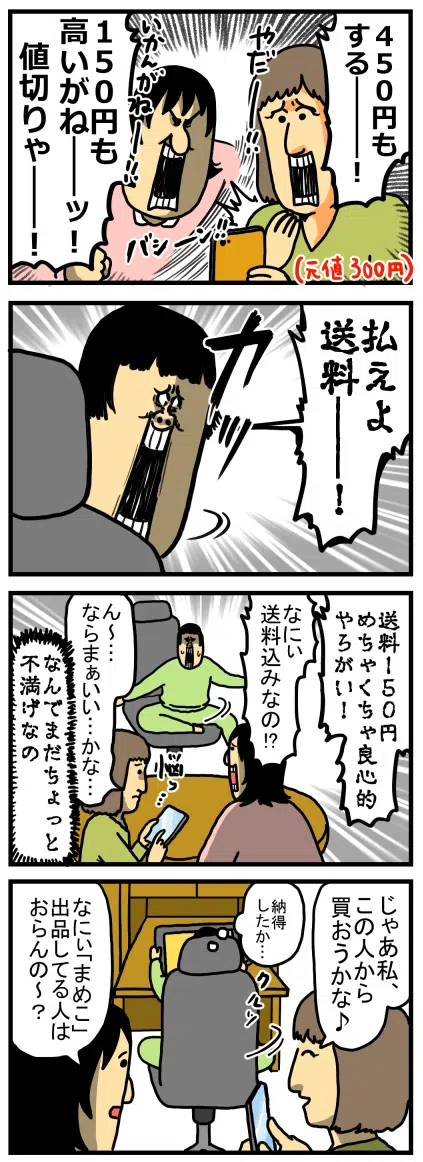 450円も
する――！
やだ――!!
いかんがね――!!
150円も
高いがね――ッ！
値切りゃ――！
バシーン!!
（元値300円）
払えよ
送料――！
カッ
送料150円
めちゃくちゃ良心的
やろがい！
なにぃ
送料込みなの!?
ん～…
ならまぁいい…かな…
悩…
なんでまだちょっと
不満げなの
じゃあ私、
この人から
買おうかな♪
納得
したか…
クルッ
なにぃ「まめこ」
出品してる人は
おらんの～？